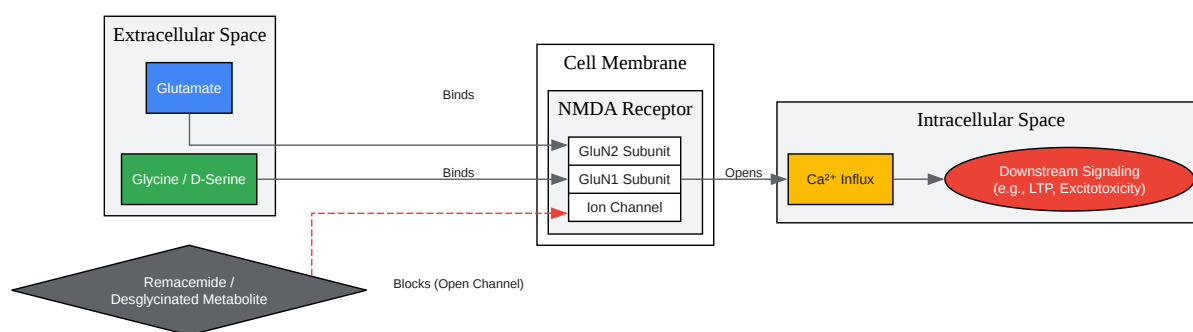 Extracellular Space
Glutamate
Glycine / D-Serine
Binds
Binds
Cell Membrane
NMDA Receptor
GluN2 Subunit
GluN1 Subunit
Ion Channel
Opens
Intracellular Space
Ca²⁺ Influx
Downstream Signaling
(e.g., LTP, Excitotoxicity)
Remacemide /
Desglycinated Metabolite
Blocks (Open Channel)